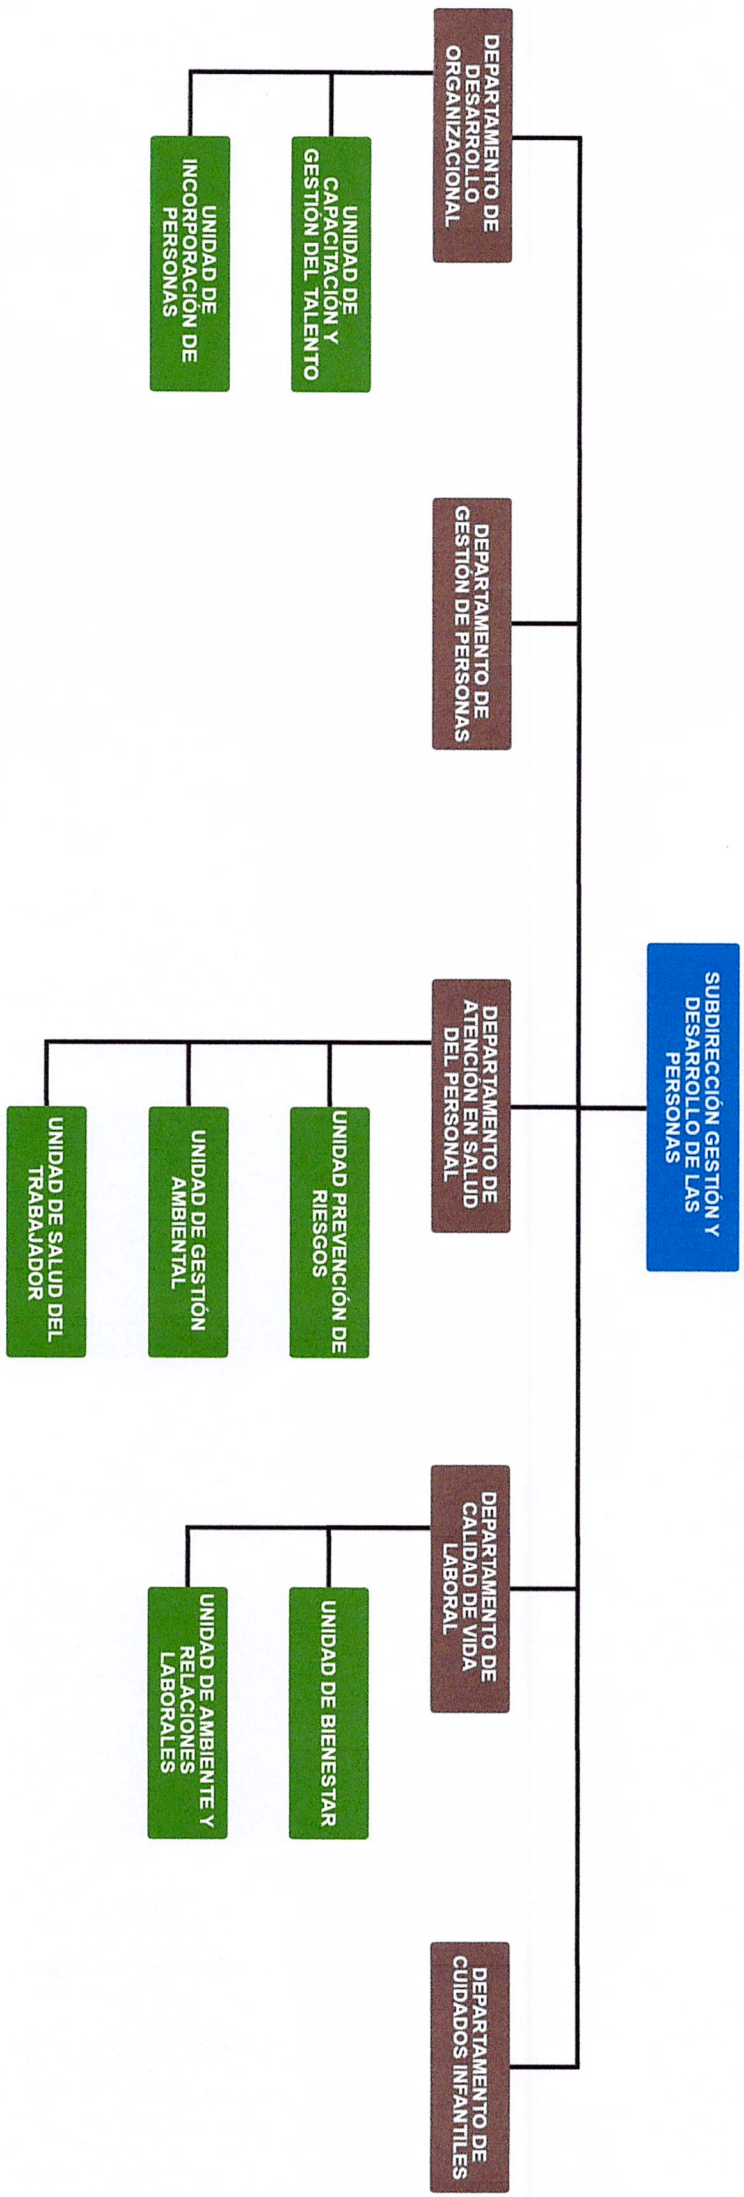 SUBDIRECCIÓN GESTIÓN Y
DESARROLLO DE LAS
PERSONAS
DEPARTAMENTO DE
DESARROLLO
ORGANIZACIONAL
UNIDAD DE
CAPACITACIÓN Y
GESTIÓN DEL TALENTO
UNIDAD DE
INCORPORACIÓN DE
PERSONAS
DEPARTAMENTO DE
GESTIÓN DE PERSONAS
DEPARTAMENTO DE
ATENCIÓN EN SALUD
DEL PERSONAL
UNIDAD PREVENCIÓN DE
RIESGOS
UNIDAD DE GESTIÓN
AMBIENTAL
UNIDAD DE SALUD DEL
TRABAJADOR
DEPARTAMENTO DE
CALIDAD DE VIDA
LABORAL
UNIDAD DE BIENESTAR
UNIDAD DE AMBIENTE Y
RELACIONES
LABORALES
DEPARTAMENTO DE
CUIDADOS INFANTILES